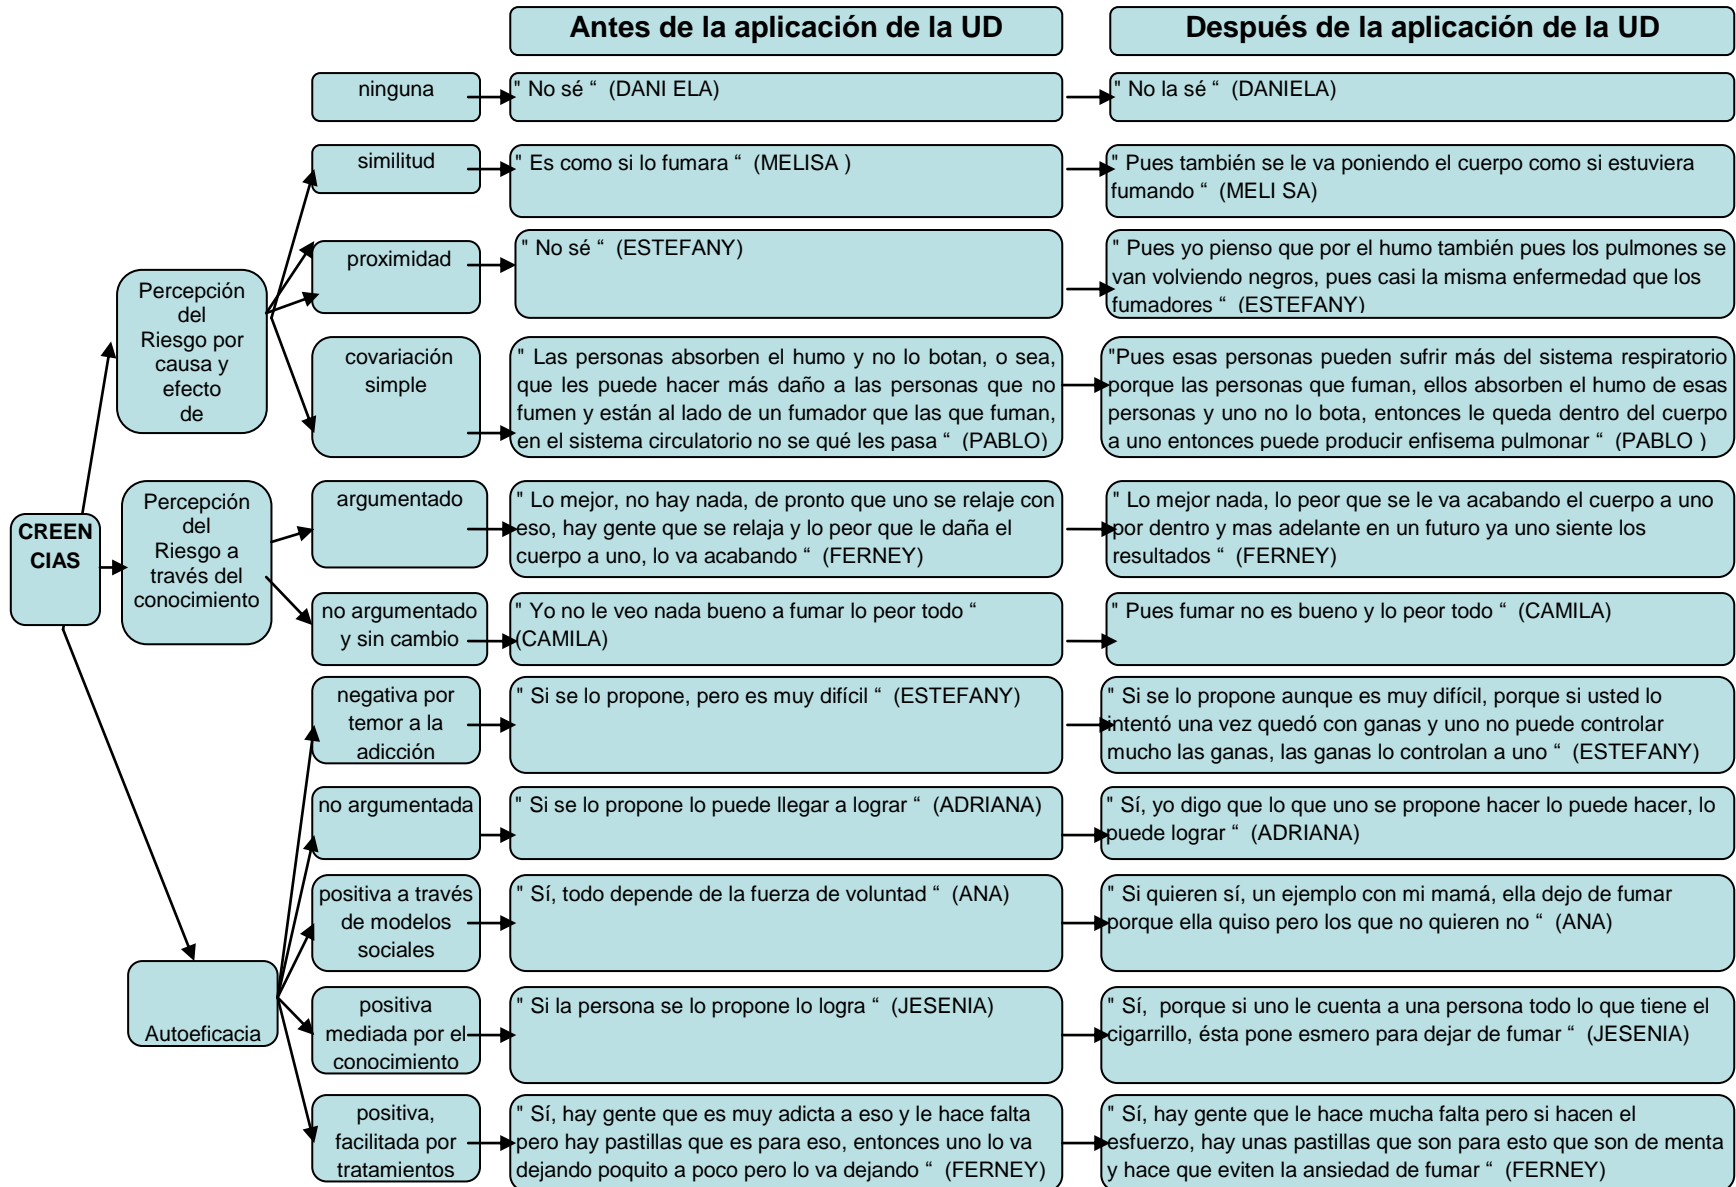 Antes de la aplicación de la UD
Después de la aplicación de la UD
ninguna
" No sé “ (DANI ELA)
" No la sé “ (DANIELA)
similitud
" Es como si lo fumara “ (MELISA )
" Pues también se le va poniendo el cuerpo como si estuviera
fumando “ (MELI SA)
proximidad
" No sé “ (ESTEFANY)
" Pues yo pienso que por el humo también pues los pulmones se
van volviendo negros, pues casi la misma enfermedad que los
fumadores “ (ESTEFANY)
Percepción
del
Riesgo por
causa y
efecto
de
covariación
simple
" Las personas absorben el humo y no lo botan, o sea,
que les puede hacer más daño a las personas que no
fumen y están al lado de un fumador que las que fuman,
en el sistema circulatorio no se qué les pasa “ (PABLO)
"Pues esas personas pueden sufrir más del sistema respiratorio
porque las personas que fuman, ellos absorben el humo de esas
personas y uno no lo bota, entonces le queda dentro del cuerpo
a uno entonces puede producir enfisema pulmonar “ (PABLO )
CREEN
CIAS
Percepción
del
Riesgo a
través del
conocimiento
argumentado
" Lo mejor, no hay nada, de pronto que uno se relaje con
eso, hay gente que se relaja y lo peor que le daña el
cuerpo a uno, lo va acabando “ (FERNEY)
" Lo mejor nada, lo peor que se le va acabando el cuerpo a uno
por dentro y mas adelante en un futuro ya uno siente los
resultados “ (FERNEY)
no argumentado
y sin cambio
" Yo no le veo nada bueno a fumar lo peor todo “
(CAMILA)
" Pues fumar no es bueno y lo peor todo “ (CAMILA)
negativa por
temor a la
adicción
" Si se lo propone, pero es muy difícil “ (ESTEFANY)
" Si se lo propone aunque es muy difícil, porque si usted lo
intentó una vez quedó con ganas y uno no puede controlar
mucho las ganas, las ganas lo controlan a uno “ (ESTEFANY)
no argumentada
" Si se lo propone lo puede llegar a lograr “ (ADRIANA)
" Sí, yo digo que lo que uno se propone hacer lo puede hacer, lo
puede lograr “ (ADRIANA)
positiva a través
de modelos
sociales
" Sí, todo depende de la fuerza de voluntad “ (ANA)
" Si quieren sí, un ejemplo con mi mamá, ella dejo de fumar
porque ella quiso pero los que no quieren no “ (ANA)
Autoeficacia
positiva
mediada por el
conocimiento
" Si la persona se lo propone lo logra “ (JESENIA)
" Sí, porque si uno le cuenta a una persona todo lo que tiene el
cigarrillo, ésta pone esmero para dejar de fumar “ (JESENIA)
positiva,
facilitada por
tratamientos
" Sí, hay gente que es muy adicta a eso y le hace falta
pero hay pastillas que es para eso, entonces uno lo va
dejando poquito a poco pero lo va dejando “ (FERNEY)
" Sí, hay gente que le hace mucha falta pero si hacen el
esfuerzo, hay unas pastillas que son para esto que son de menta
y hace que eviten la ansiedad de fumar “ (FERNEY)